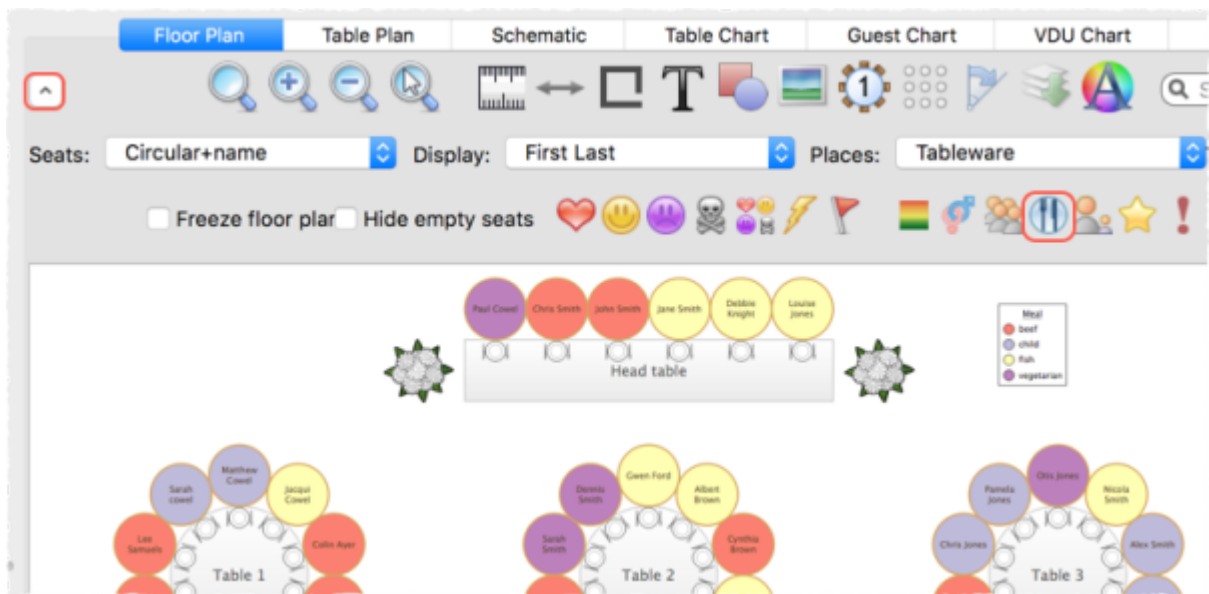 Floor Plan Table Plan Schematic Table Chart Guest Chart VDU Chart
T 1 A S
Seats: Circular+name Display: First Last Places: Tableware
Freeze floor plar Hide empty seats
Paul Cowel Chris Smith John Smith Jane Smith Debbie Knight Louise Jones
Head table
Meal
beef
child
fish
vegetarian
Matthew Cowel
Sarah cowel
Jacqui Cowel
Lee Samuels
Colin Ayer
Table 1
Gwen Ford
Dennis Smith
Albert Brown
Sarah Smith
Cynthia Brown
Table 2
Otis Jones
Pamela Jones
Nicola Smith
Chris Jones
Alex Smith
Table 3